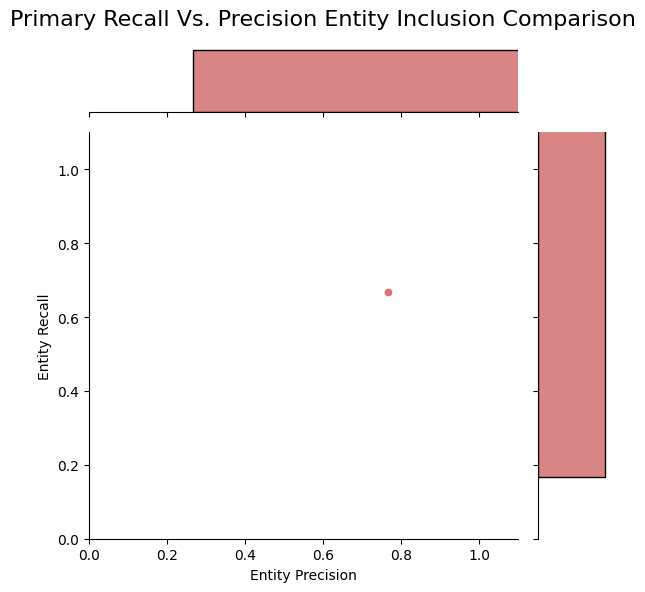 Primary Recall Vs. Precision Entity Inclusion Comparison
1.0
0.8
0.6
0.4
0.2
0.0
Entity Recall
0.0 0.2 0.4 0.6 0.8 1.0
Entity Precision